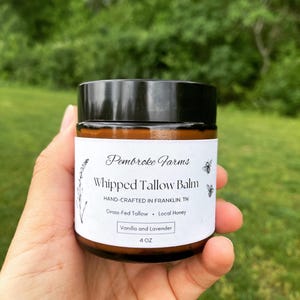 Pembroke Farms
Whipped Tallow Balm
HAND-CRAFTED IN FRANKLIN, TN
Grass-Fed Tallow • Local Honey
Vanilla and Lavender
4 OZ